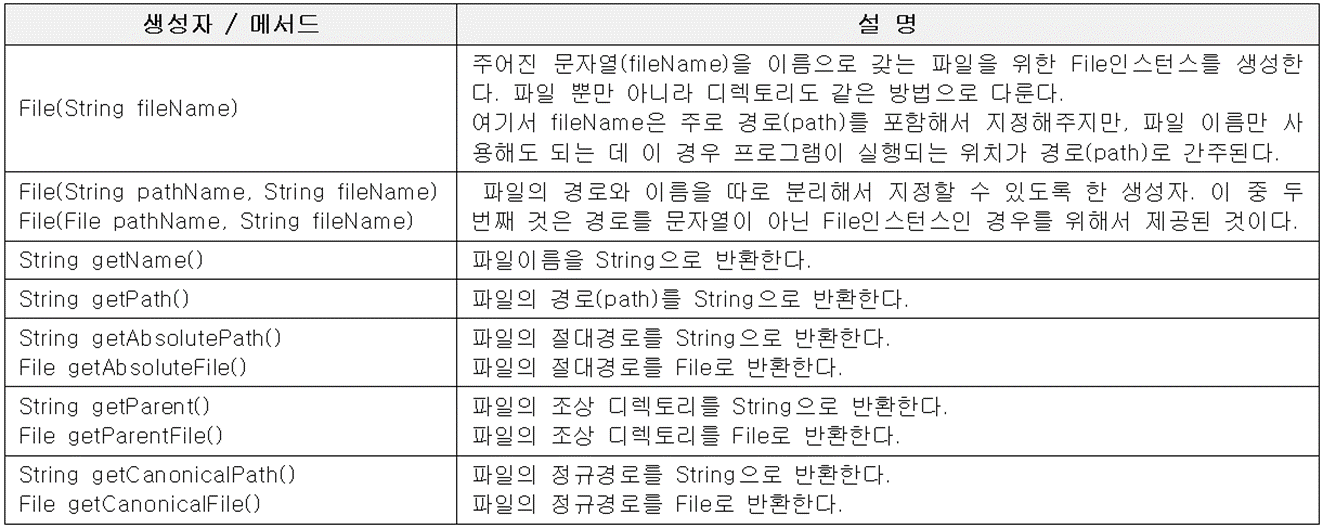 생성자 / 메서드
설 명
File(String fileName)
주어진 문자열(fileName)을 이름으로 갖는 파일을 위한 File인스턴스를 생성한
다. 파일 뿐만 아니라 디렉토리도 같은 방법으로 다룬다.
여기서 fileName은 주로 경로(path)를 포함해서 지정해주지만, 파일 이름만 사
용해도 되는 데 이 경우 프로그램이 실행되는 위치가 경로(path)로 간주된다.
File(String pathName, String fileName)
File(File pathName, String fileName)
파일의 경로와 이름을 따로 분리해서 지정할 수 있도록 한 생성자. 이 중 두
번째 것은 경로를 문자열이 아닌 File인스턴스인 경우를 위해서 제공된 것이다.
String getName()
파일이름을 String으로 반환한다.
String getPath()
파일의 경로(path)를 String으로 반환한다.
String getAbsolutePath()
File getAbsoluteFile()
파일의 절대경로를 String으로 반환한다.
파일의 절대경로를 File로 반환한다.
String getParent()
File getParentFile()
파일의 조상 디렉토리를 String으로 반환한다.
파일의 조상 디렉토리를 File로 반환한다.
String getCanonicalPath()
File getCanonicalFile()
파일의 정규경로를 String으로 반환한다.
파일의 정규경로를 File로 반환한다.